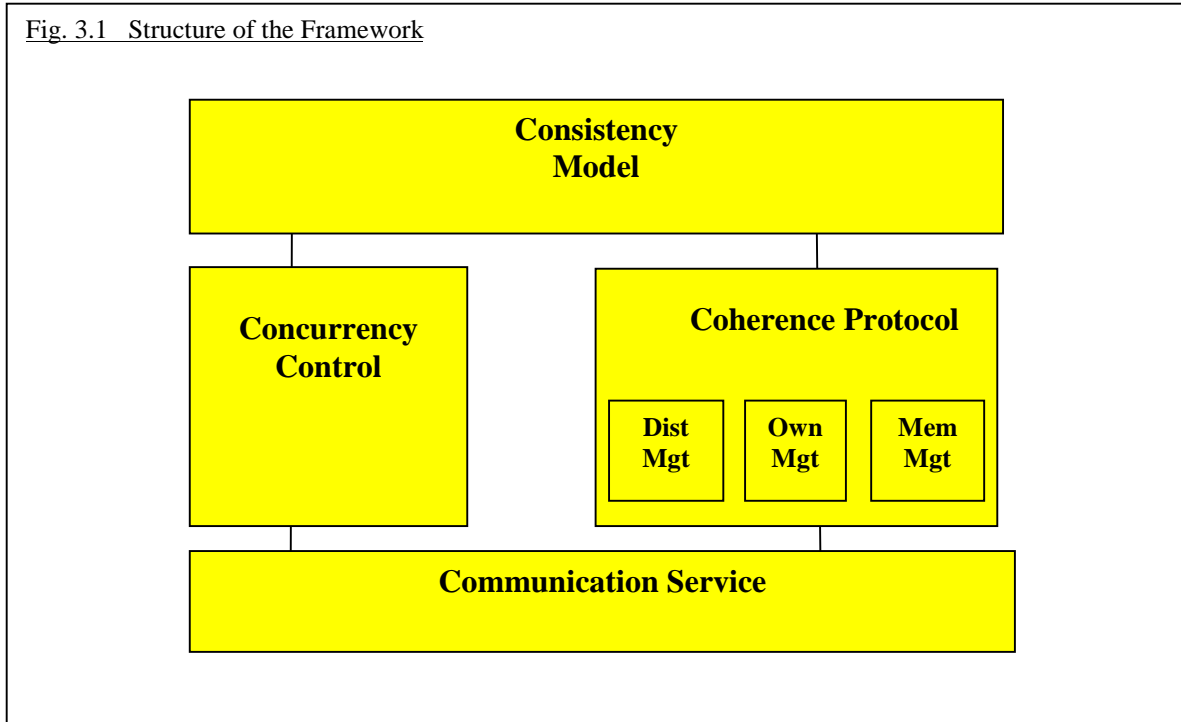 Fig. 3.1 Structure of the Framework
Consistency
Model
Concurrency
Control
Coherence Protocol
Dist
Mgt
Own
Mgt
Mem
Mgt
Communication Service